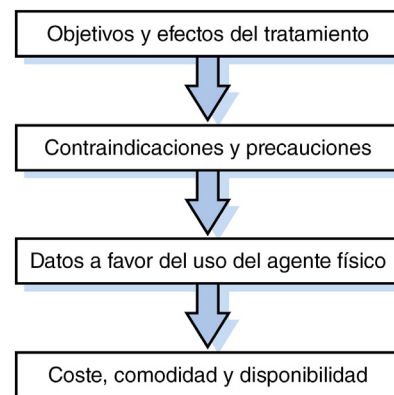 Objetivos y efectos del tratamiento
Contraindicaciones y precauciones
Datos a favor del uso del agente físico
Coste, comodidad y disponibilidad